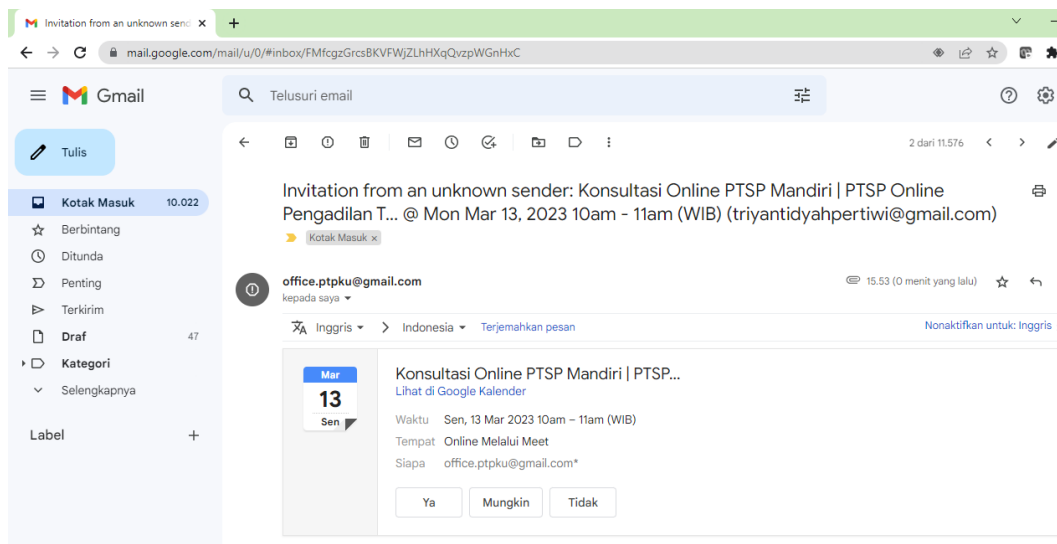 Invitation from an unknown send
mail.google.com/mail/u/0/#inbox/FMfcgzGrcsBKVFWjZLhHXqQvzpWGnHxC
Gmail
Telusuri email
Tulis
2 dari 11.576
Kotak Masuk 10.022
Berbintang
Ditunda
Penting
Terkirim
Draf 47
Kategori
Selengkapnya
Label
Invitation from an unknown sender: Konsultasi Online PTSP Mandiri | PTSP Online
Pengadilan T... @ Mon Mar 13, 2023 10am - 11am (WIB) (triyantidyahpertiwi@gmail.com)
Kotak Masuk ×
office.ptpku@gmail.com
15.53 (0 menit yang lalu)
kepada saya
Inggris > Indonesia Terjemahkan pesan Nonaktifkan untuk: Inggris
Mar
13
Sen
Konsultasi Online PTSP Mandiri | PTSP...
Lihat di Google Kalender
Waktu Sen, 13 Mar 2023 10am – 11am (WIB)
Tempat Online Melalui Meet
Siapa office.ptpku@gmail.com*
Ya Mungkin Tidak